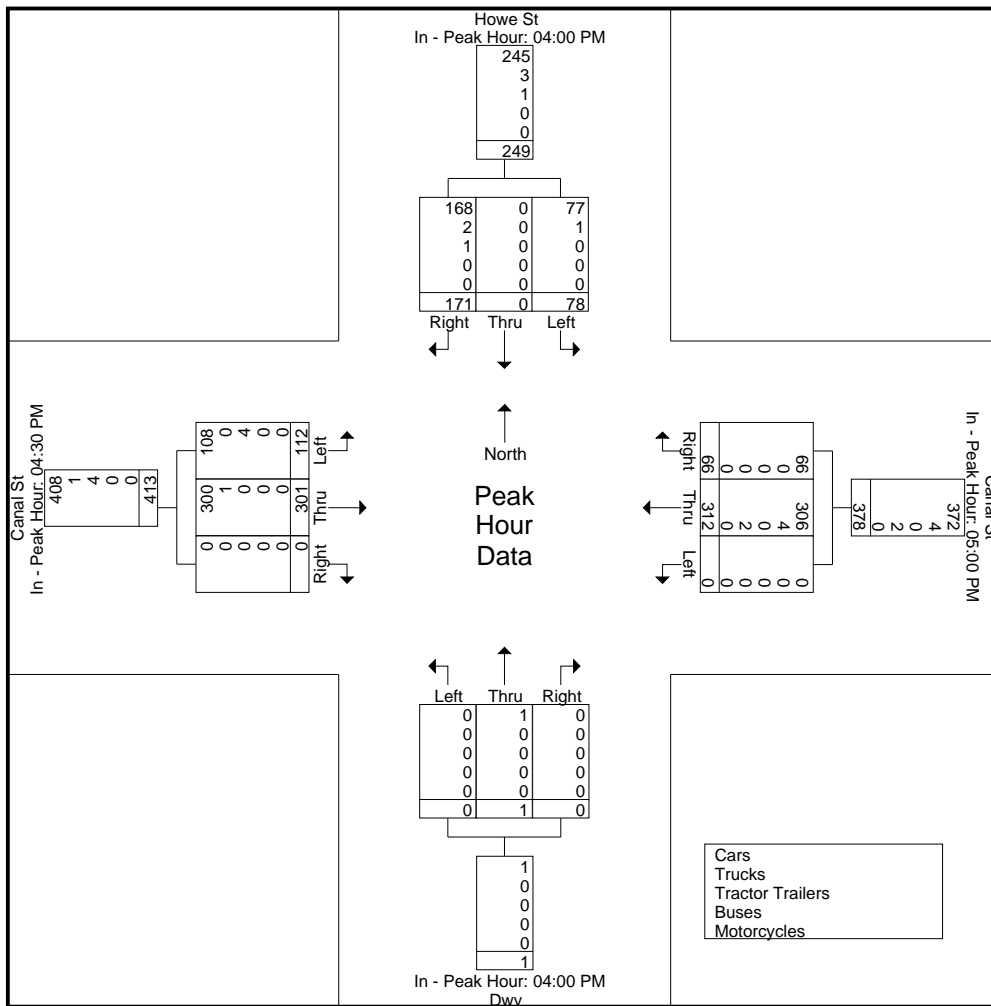 Howe St
In - Peak Hour: 04:00 PM
245
3
1
0
0
249
168 0 77
2 0 1
1 0 0
0 0 0
0 0 0
171 0 78
Right Thru Left
Canal St
In - Peak Hour: 04:30 PM
408
1
4
0
0
413
108 0 4 0 0 112
Left
300 1 0 0 0 301
Thru
0 0 0 0 0 0
Right
North
Peak
Hour
Data
Right
66 0 0 0 0 66
Thru
306 4 0 2 0 312
Left
0 0 0 0 0 0
372
4
0
2
0
378
Canal St
In - Peak Hour: 05:00 PM
Left Thru Right
0 1 0
0 0 0
0 0 0
0 0 0
0 0 0
0 1 0
1
0
0
0
0
1
In - Peak Hour: 04:00 PM
Dwy
Cars
Trucks
Tractor Trailers
Buses
Motorcycles